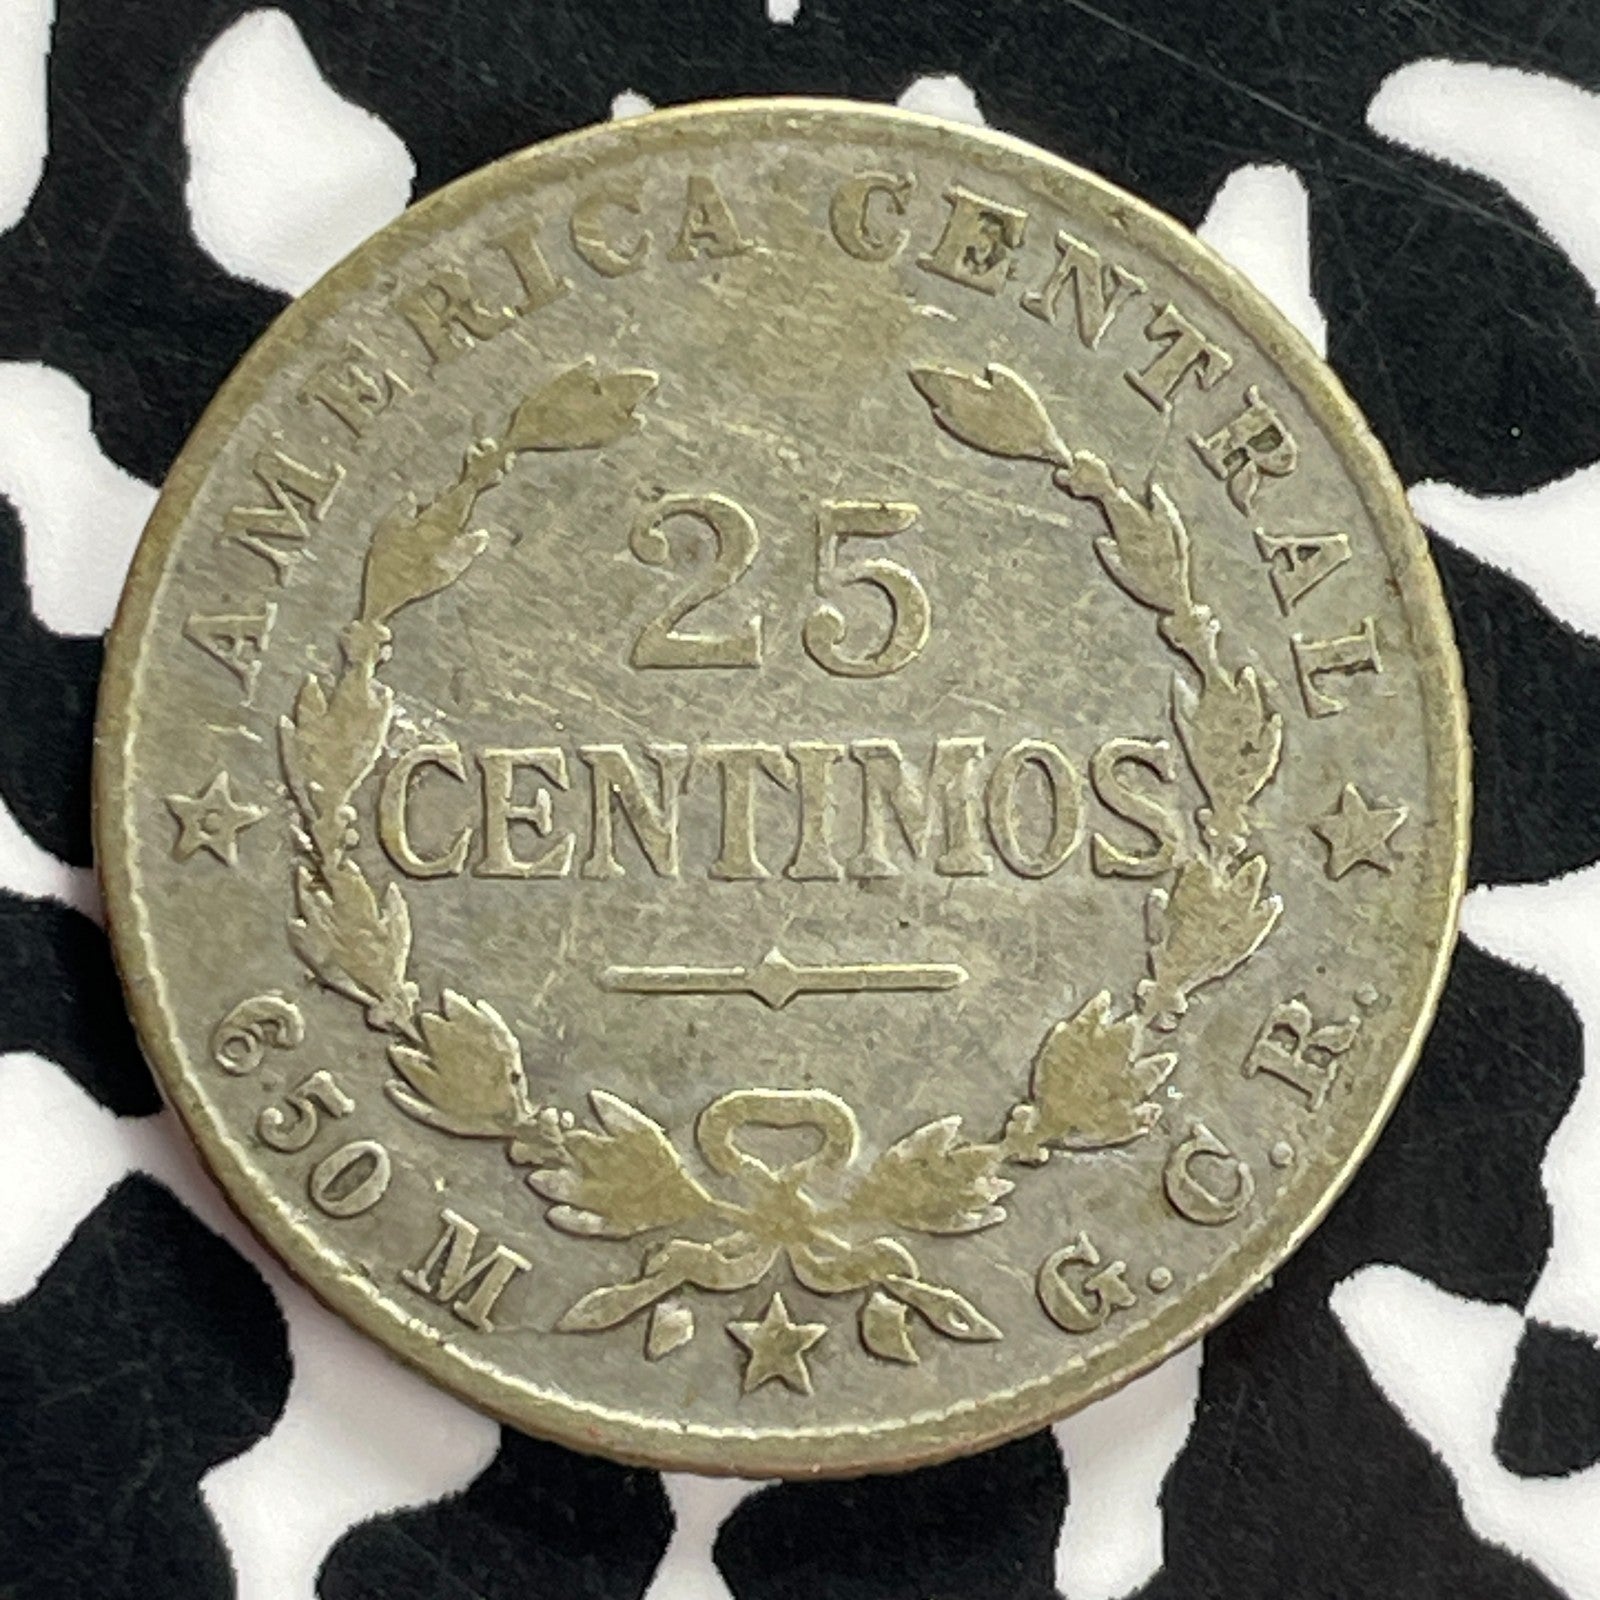 AMERICA CENTRAL
25
CENTIMOS
650 M
G. C. R.